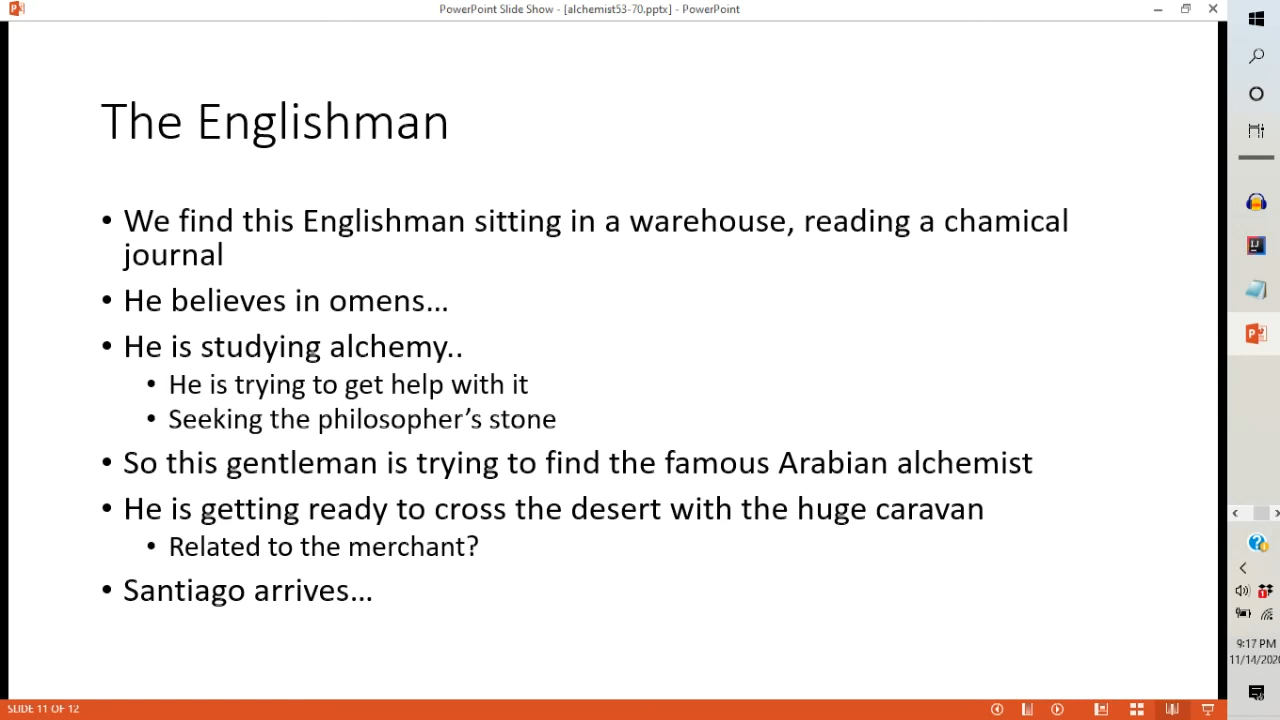 PowerPoint Slide Show - [alchemist53-70.pptx] - PowerPoint
The Englishman
• We find this Englishman sitting in a warehouse, reading a chamical
journal
• He believes in omens…
• He is studying alchemy..
• He is trying to get help with it
• Seeking the philosopher’s stone
• So this gentleman is trying to find the famous Arabian alchemist
• He is getting ready to cross the desert with the huge caravan
• Related to the merchant?
• Santiago arrives…
9:17 PM
11/14/202
SLIDE 11 OF 12